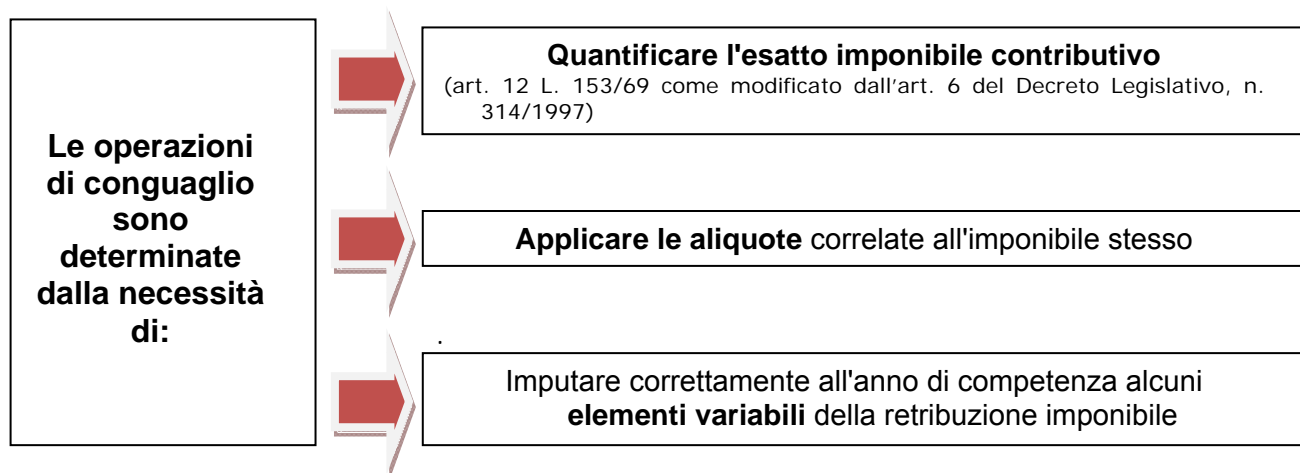 Le operazioni
di conguaglio
sono
determinate
dalla necessità
di:
Quantificare l'esatto imponibile contributivo
(art. 12 L. 153/69 come modificato dall’art. 6 del Decreto Legislativo, n.
314/1997)
Applicare le aliquote correlate all'imponibile stesso
.
Imputare correttamente all'anno di competenza alcuni
elementi variabili della retribuzione imponibile